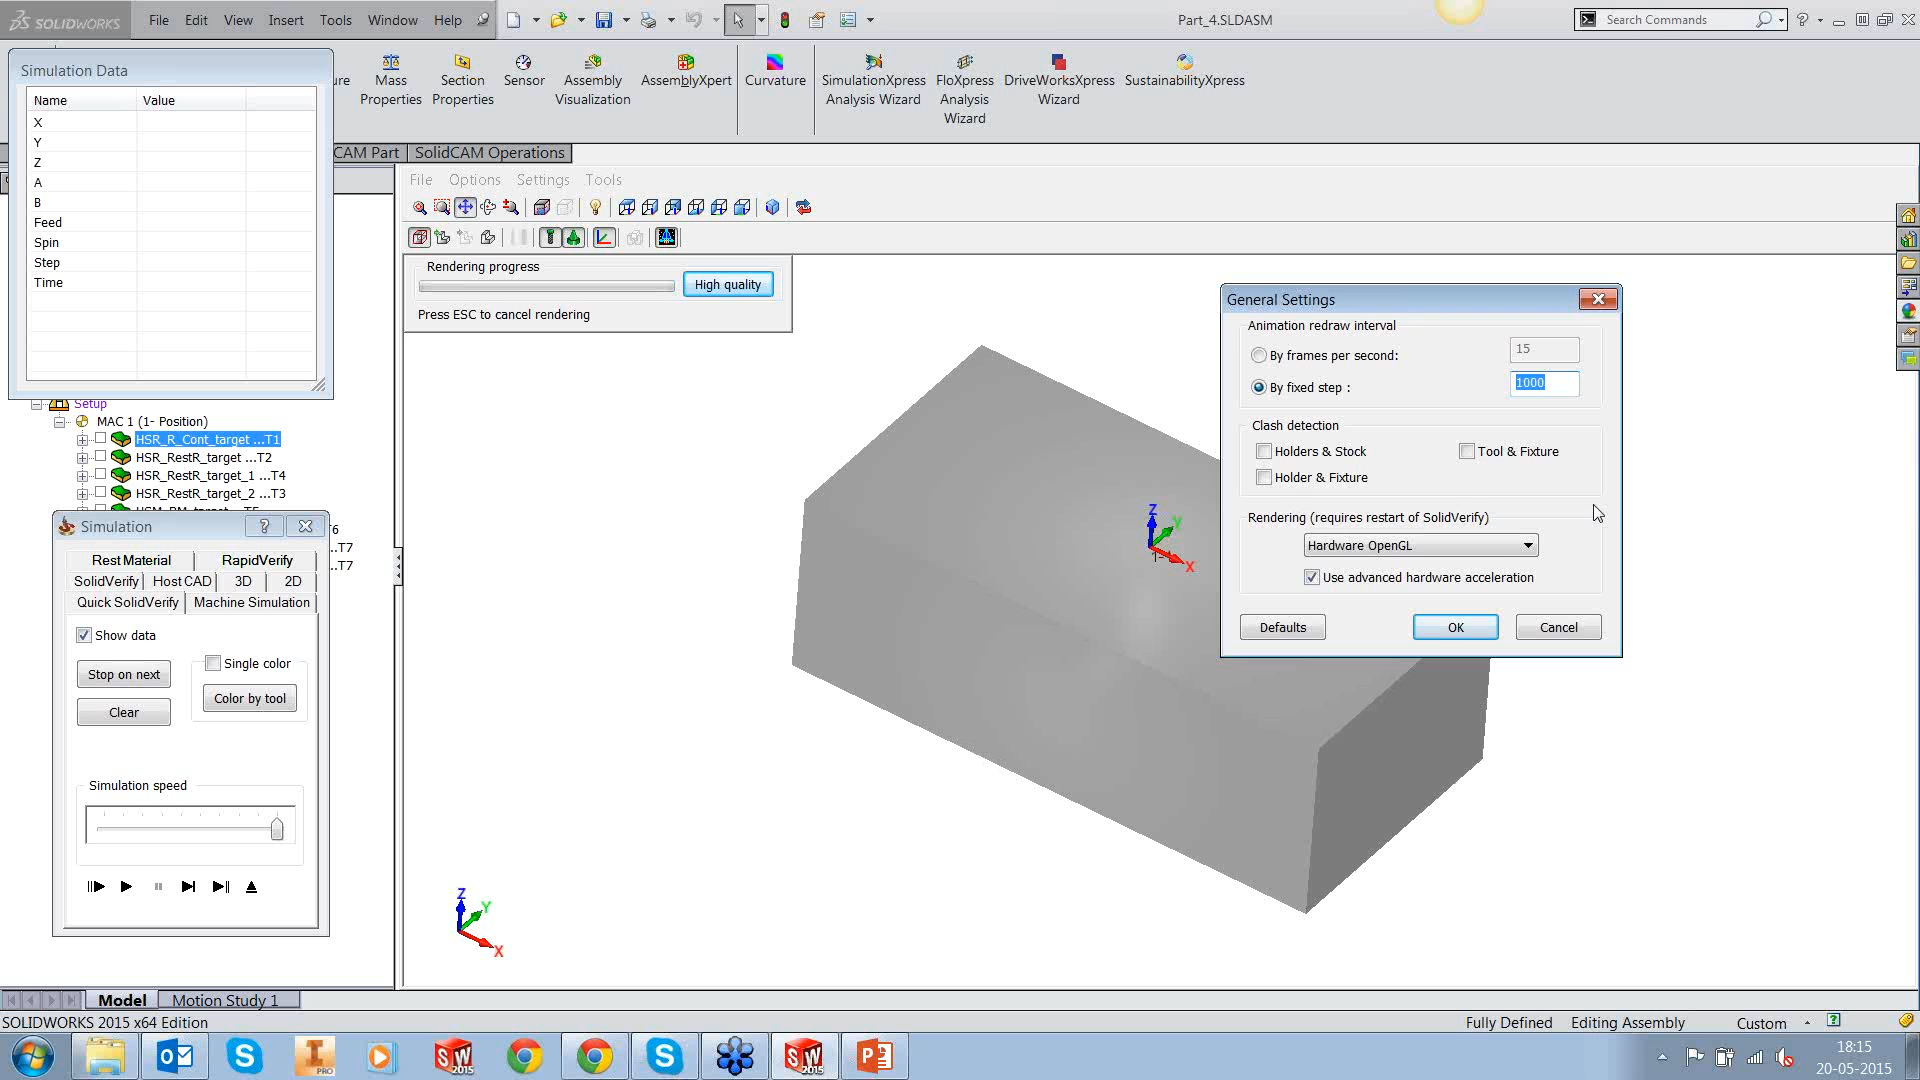 SOLIDWORKS File Edit View Insert Tools Window Help Part_4.SLDASM Search Commands
Simulation Data
Name Value
X
Y
Z
A
B
Feed
Spin
Step
Time
Mass Properties
Section Properties
Sensor
Assembly Visualization
AssemblyXpert
Curvature
SimulationXpress Analysis Wizard
FloXpress Analysis Wizard
DriveWorksXpress Wizard
SustainabilityXpress
CAM Part SolidCAM Operations
File Options Settings Tools
Rendering progress
High quality
Press ESC to cancel rendering
General Settings
Animation redraw interval
By frames per second: 15
By fixed step : 1000
Clash detection
Holders & Stock Tool & Fixture
Holder & Fixture
Rendering (requires restart of SolidVerify)
Hardware OpenGL
Use advanced hardware acceleration
Defaults OK Cancel
Setup
MAC 1 (1- Position)
HSR_R_Cont_target ...T1
HSR_RestR_target ...T2
HSR_RestR_target_1 ...T4
HSR_RestR_target_2 ...T3
..T7
..T7
Simulation
Rest Material RapidVerify
SolidVerify Host CAD 3D 2D
Quick SolidVerify Machine Simulation
Show data
Stop on next
Single color
Color by tool
Clear
Simulation speed
Z
Y
X
Z
Y
X
Model Motion Study 1
SOLIDWORKS 2015 x64 Edition Fully Defined Editing Assembly Custom
18:15
20-05-2015